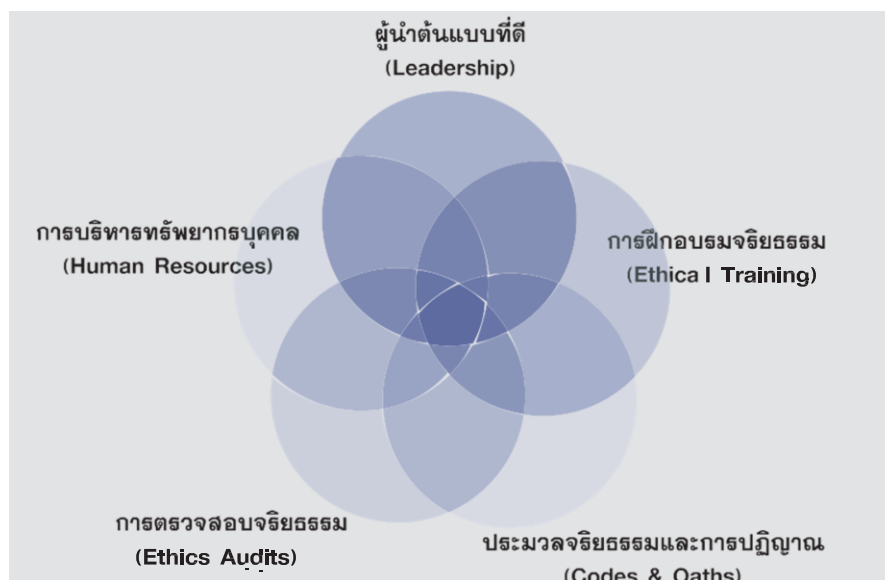 ผู้นำต้นแบบที่ดี
(Leadership)
การบริหารทรัพยากรบุคคล
(Human Resources)
การฝึกอบรมจริยธรรม
(Ethica l Training)
การตรวจสอบจริยธรรม
(Ethics Audits)
ประมวลจริยธรรมและการปฏิญาณ
(Codes & Oaths)